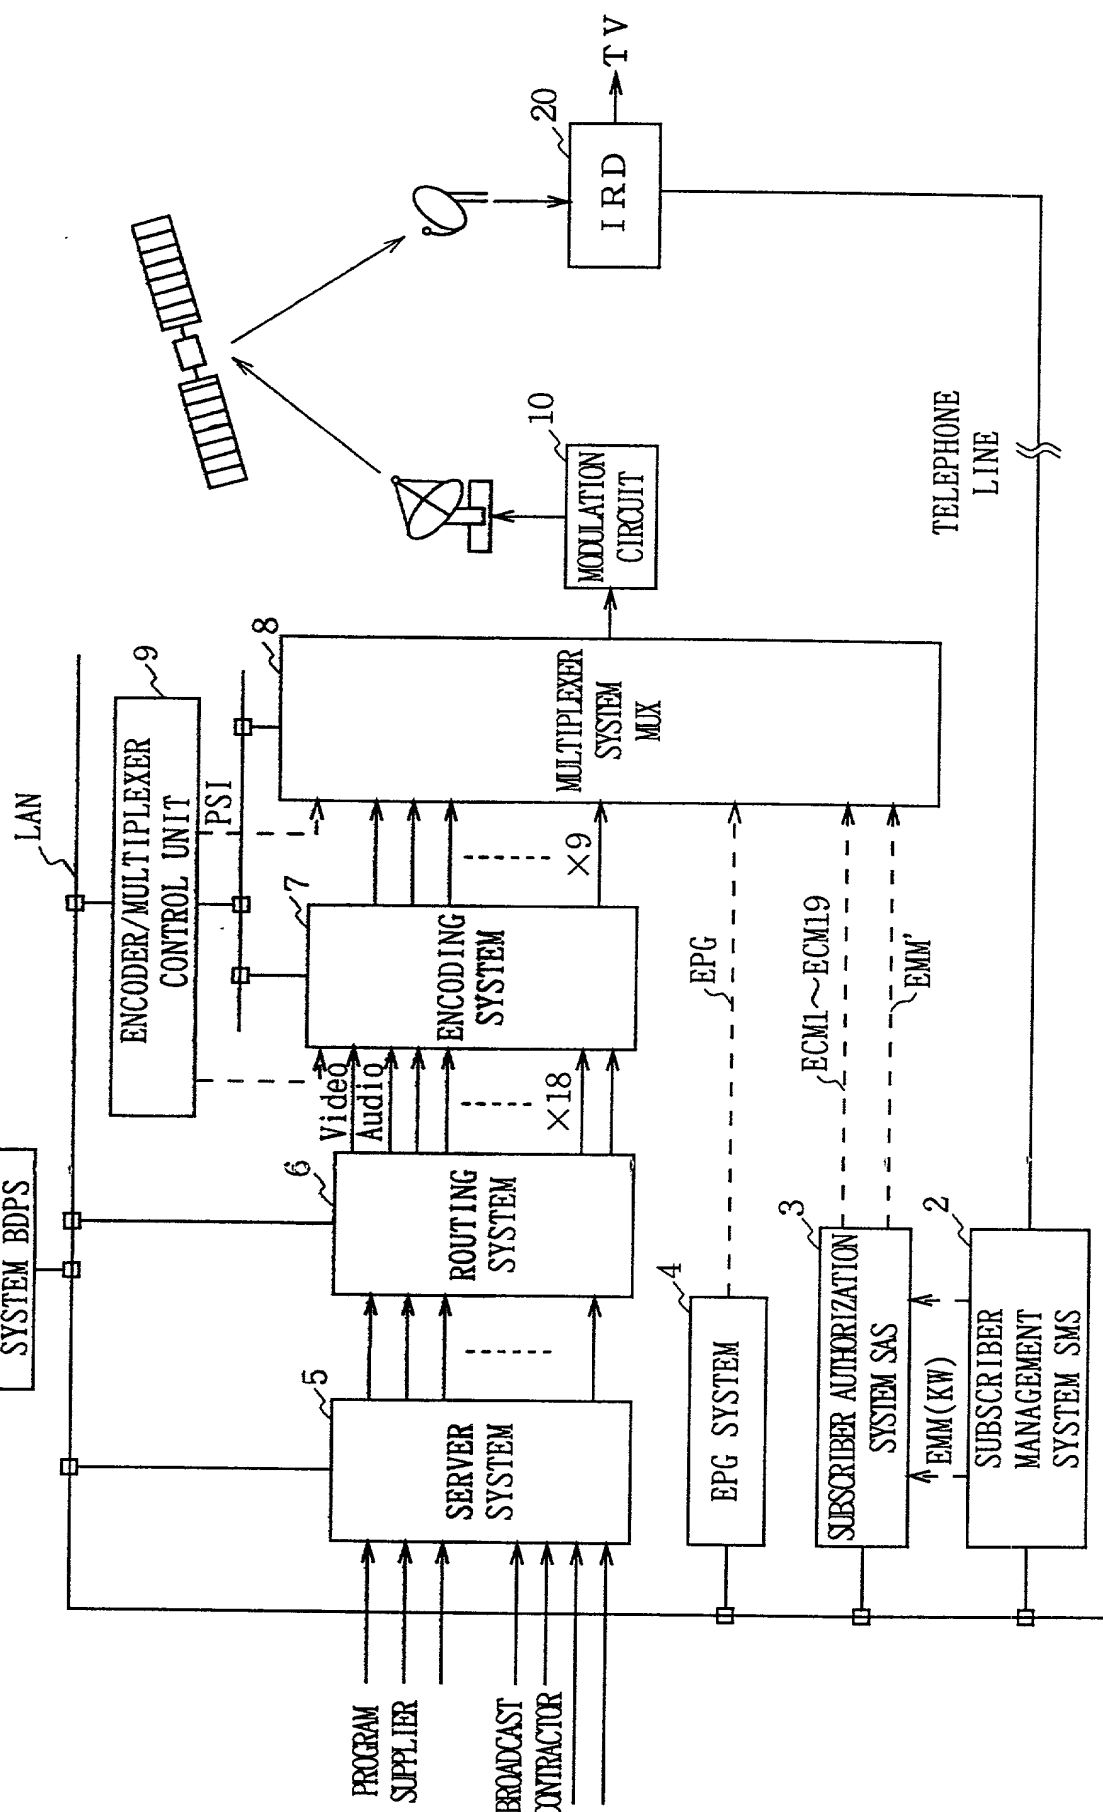 SYSTEM BDPS
LAN
9
ENCODER/MULTIPLEXER
CONTROL UNIT
PSI
PROGRAM
SUPPLIER
BROADCAST
5
SERVER
SYSTEM
6
ROUTING
SYSTEM
Video
Audio
×18
7
ENCODING
SYSTEM
×9
8
MULTIPLEXER
SYSTEM
MUX
10
MODULATION
CIRCUIT
20
IRD
TV
4
EPG SYSTEM
EPG
3
SUBSCRIBER AUTHORIZATION
SYSTEM SAS
ECM1~ECM19
EMM'
EMM(KW)
2
SUBSCRIBER
MANAGEMENT
SYSTEM SMS
TELEPHONE
LINE